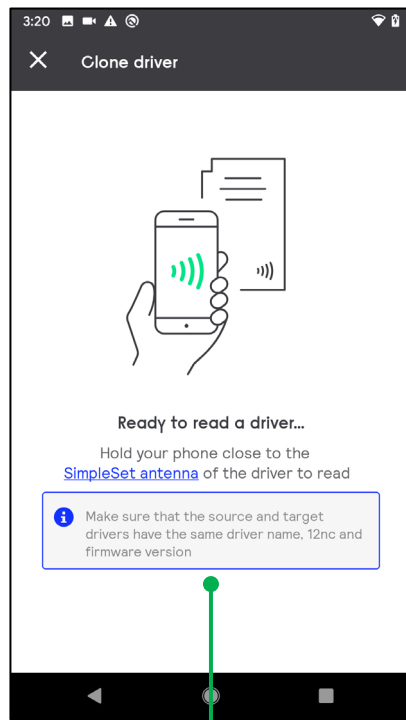 3:20
Clone driver
Ready to read a driver...
Hold your phone close to the
SimpleSet antenna of the driver to read
Make sure that the source and target
drivers have the same driver name, 12nc and
firmware version